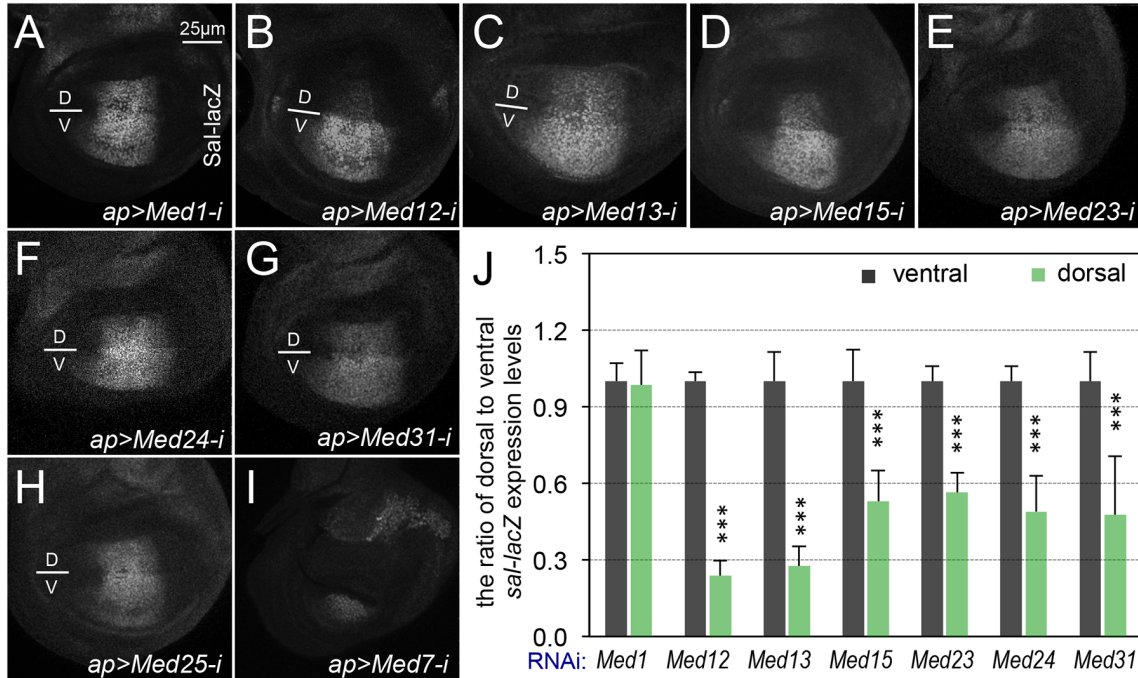 A
25µm
D
V
Sal-lacZ
ap>Med1-i
B
D
V
ap>Med12-i
C
D
V
ap>Med13-i
D
ap>Med15-i
E
ap>Med23-i
F
D
V
ap>Med24-i
G
D
V
ap>Med31-i
H
D
V
ap>Med25-i
I
ap>Med7-i
J
the ratio of dorsal to ventral
sal-lacZ expression levels
1.5
1.2
0.9
0.6
0.3
0.0
ventral
dorsal
***
***
***
***
***
***
RNAi: Med1 Med12 Med13 Med15 Med23 Med24 Med31